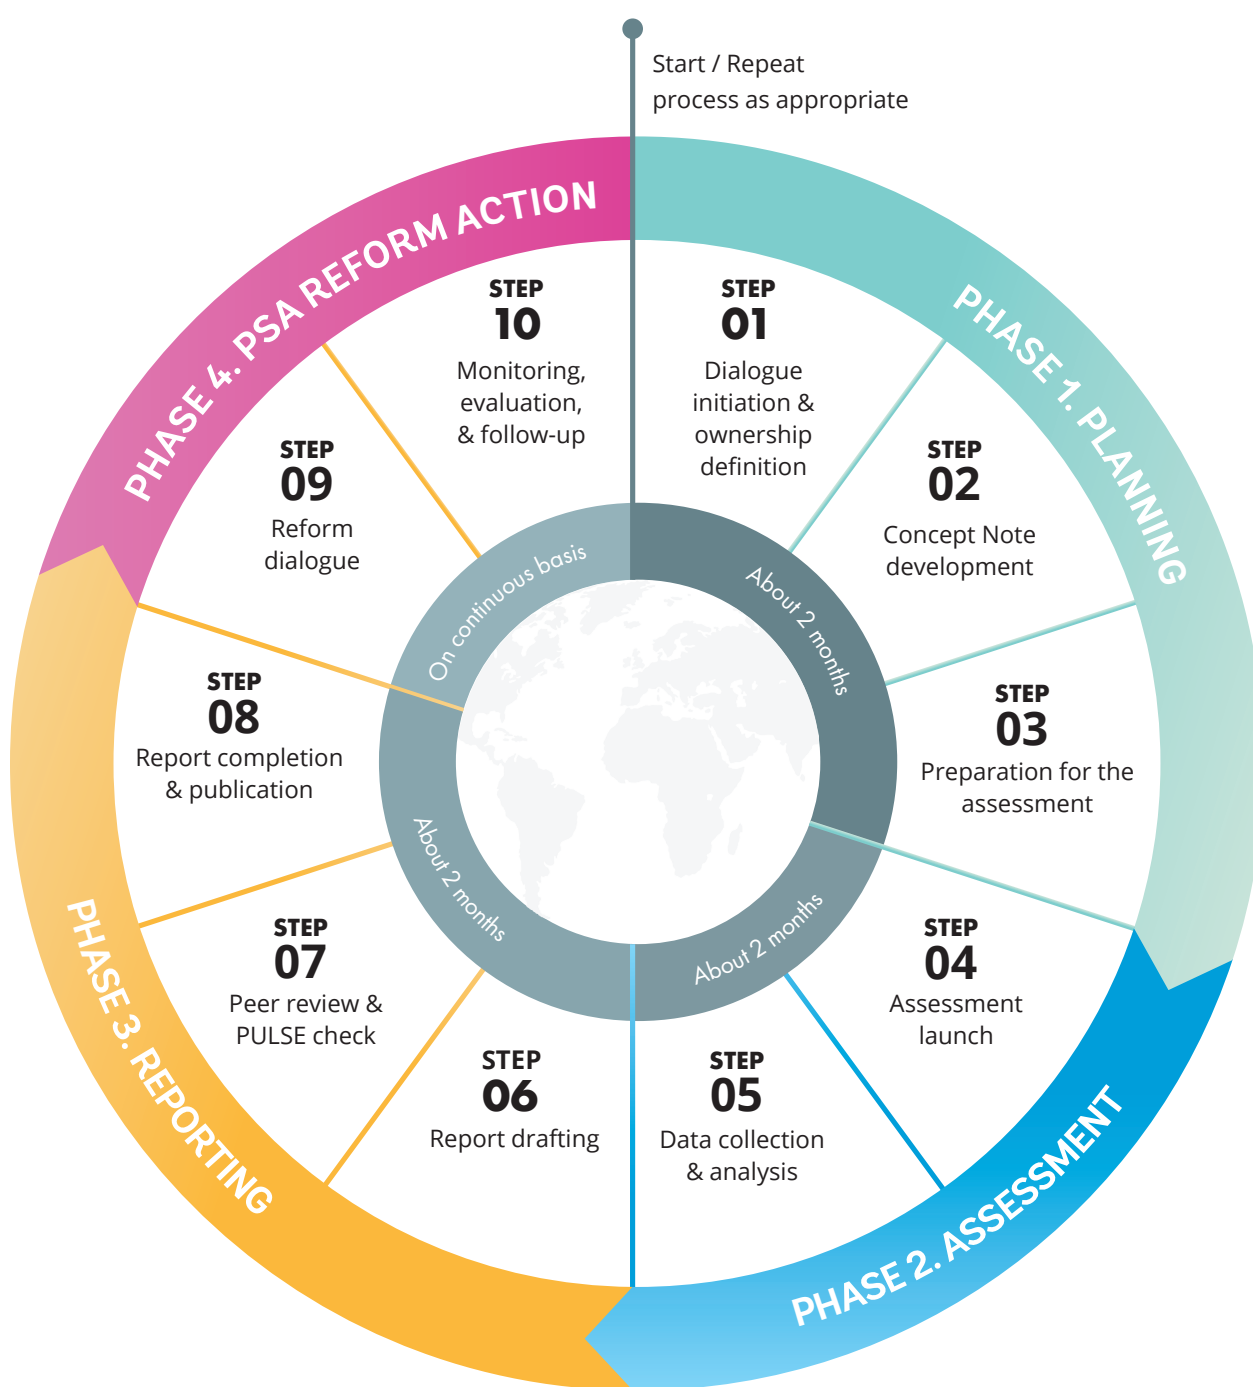 Start / Repeat
process as appropriate
PHASE 1. PLANNING
STEP
01
Dialogue
initiation &
ownership
definition
STEP
02
Concept Note
development
STEP
03
Preparation for the
assessment
About 2 months
PHASE 2. ASSESSMENT
STEP
04
Assessment
launch
STEP
05
Data collection
& analysis
About 2 months
PHASE 3. REPORTING
STEP
06
Report drafting
STEP
07
Peer review &
PULSE check
STEP
08
Report completion
& publication
About 2 months
PHASE 4. PSA REFORM ACTION
STEP
09
Reform
dialogue
STEP
10
Monitoring,
evaluation,
& follow-up
On continuous basis